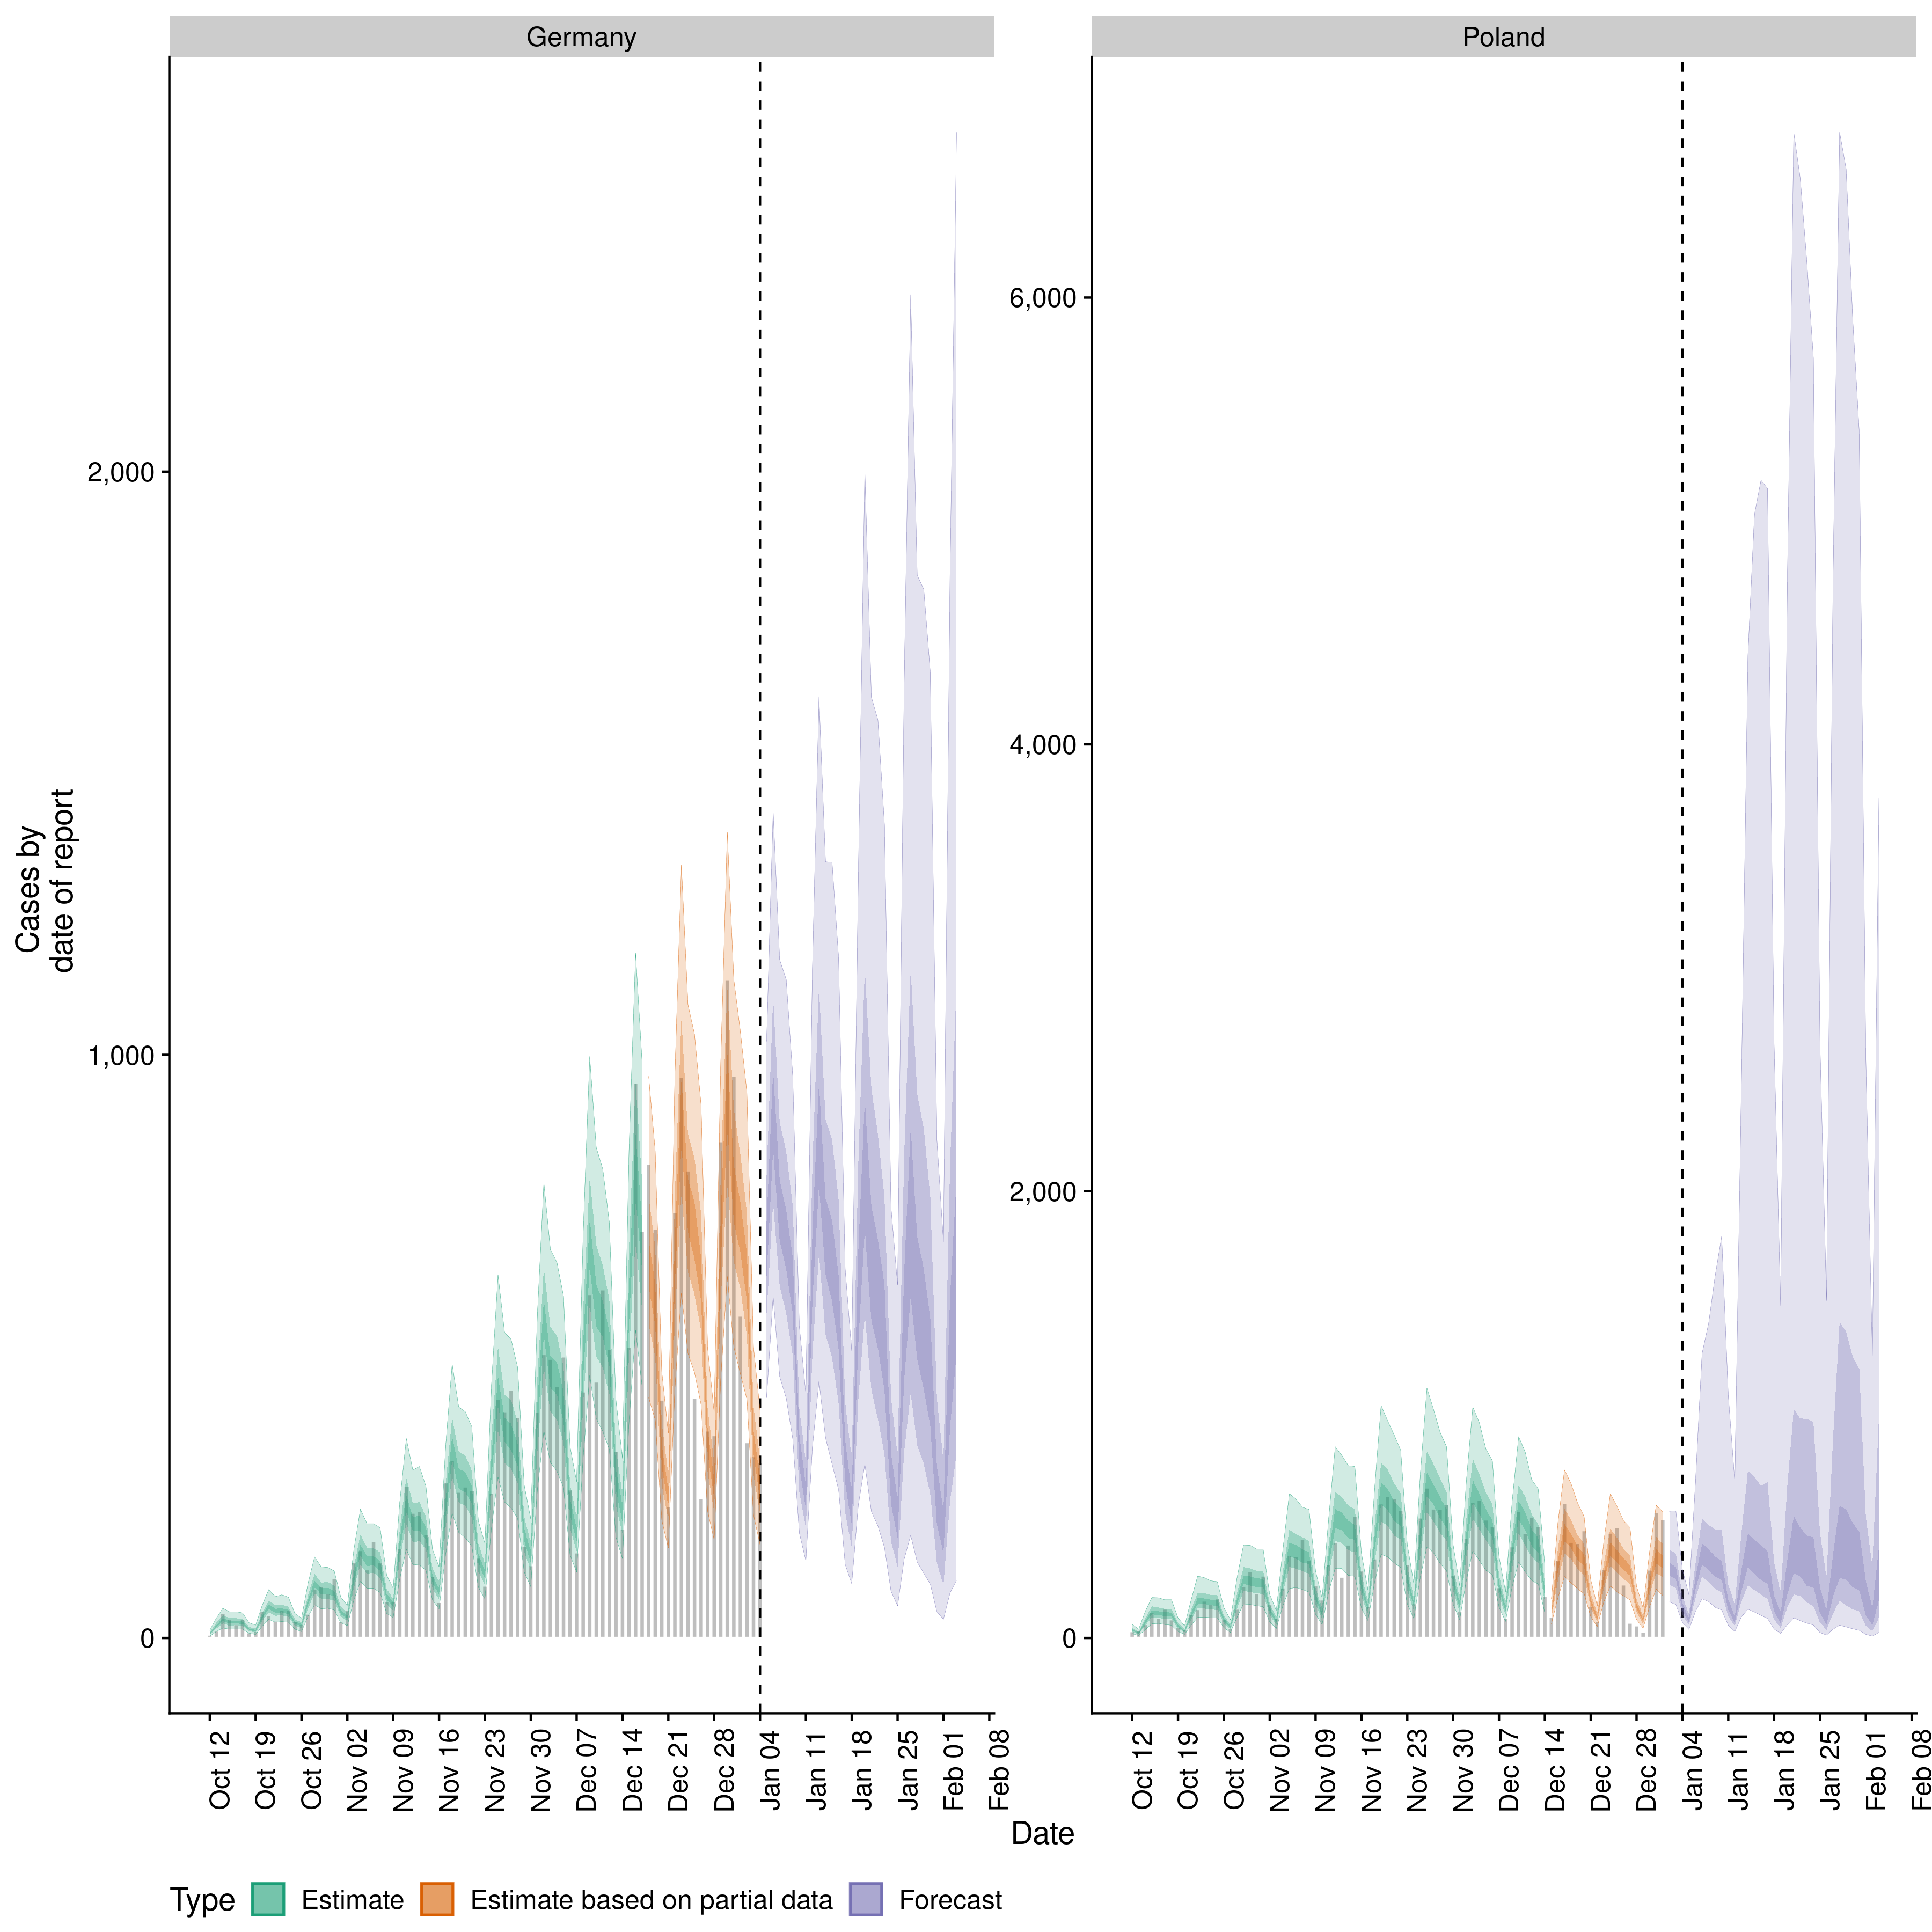 Germany
Poland
Cases by
date of report
2,000
1,000
0
6,000
4,000
2,000
0
Oct 12
Oct 19
Oct 26
Nov 02
Nov 09
Nov 16
Nov 23
Nov 30
Dec 07
Dec 14
Dec 21
Dec 28
Jan 04
Jan 11
Jan 18
Jan 25
Feb 01
Feb 08
Oct 12
Oct 19
Oct 26
Nov 02
Nov 09
Nov 16
Nov 23
Nov 30
Dec 07
Dec 14
Dec 21
Dec 28
Jan 04
Jan 11
Jan 18
Jan 25
Feb 01
Feb 08
Date
Type Estimate Estimate based on partial data Forecast